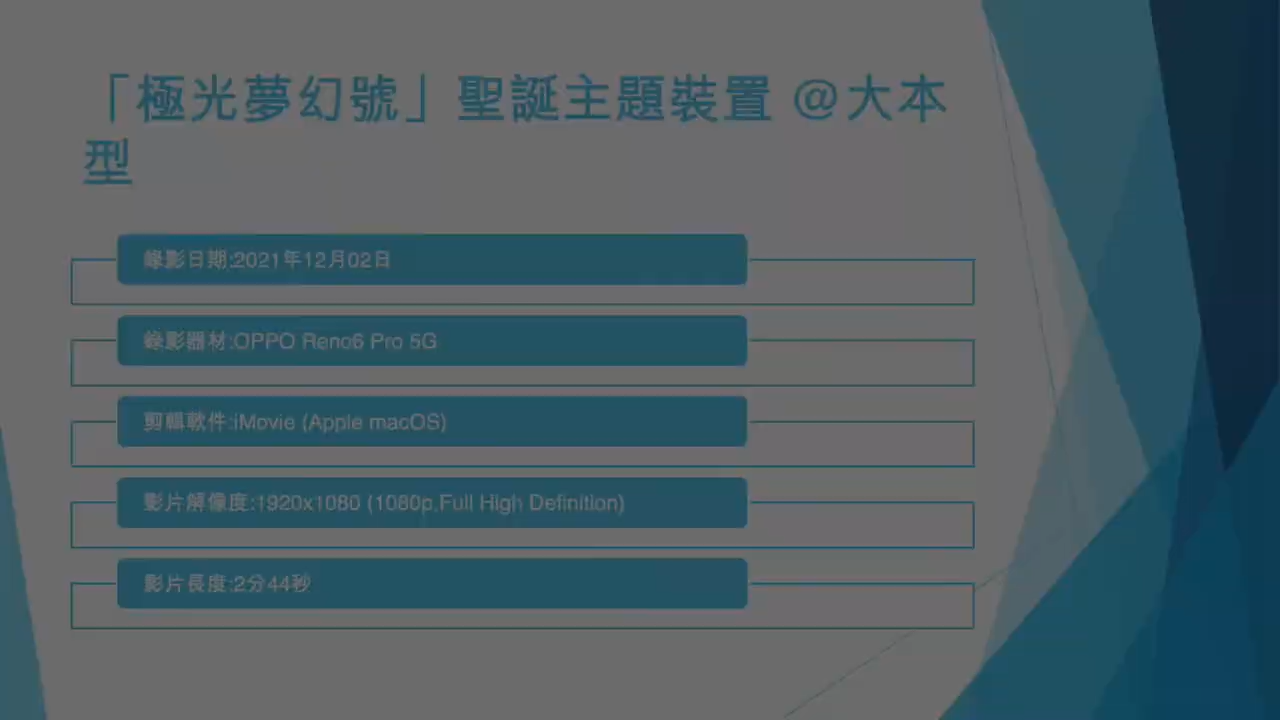 「極光夢幻號」聖誕主題裝置 @大本
型
錄影日期:2021年12月02日
錄影器材:OPPO Reno6 Pro 5G
剪輯軟件:iMovie (Apple macOS)
影片解像度:1920x1080 (1080p,Full High Definition)
影片長度:2分44秒